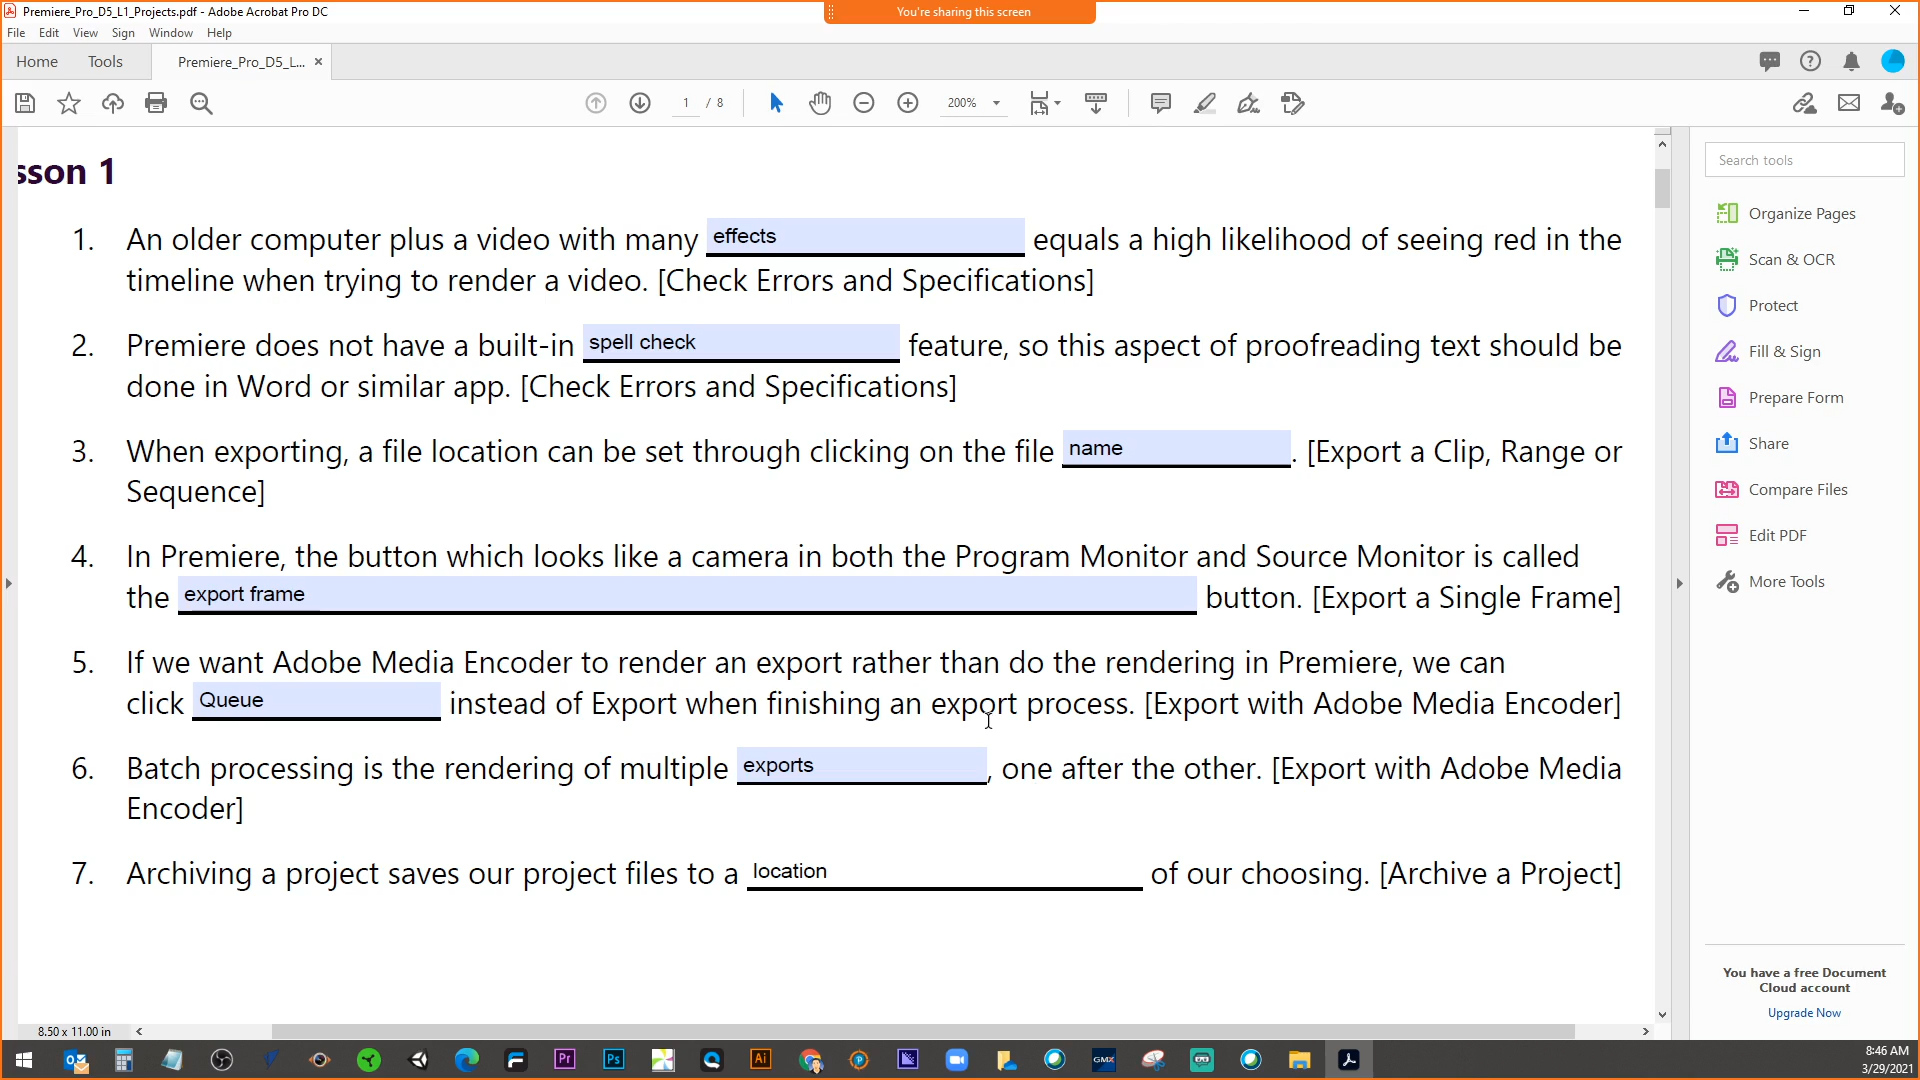 Premiere_Pro_D5_L1_Projects.pdf - Adobe Acrobat Pro DC
You're sharing this screen
File Edit View Sign Window Help
Home Tools Premiere_Pro_D5_L... ×
1 / 8 200%
sson 1
1. An older computer plus a video with many effects equals a high likelihood of seeing red in the
timeline when trying to render a video. [Check Errors and Specifications]
2. Premiere does not have a built-in spell check feature, so this aspect of proofreading text should be
done in Word or similar app. [Check Errors and Specifications]
3. When exporting, a file location can be set through clicking on the file name. [Export a Clip, Range or
Sequence]
4. In Premiere, the button which looks like a camera in both the Program Monitor and Source Monitor is called
the export frame button. [Export a Single Frame]
5. If we want Adobe Media Encoder to render an export rather than do the rendering in Premiere, we can
click Queue instead of Export when finishing an export process. [Export with Adobe Media Encoder]
6. Batch processing is the rendering of multiple exports, one after the other. [Export with Adobe Media
Encoder]
7. Archiving a project saves our project files to a location of our choosing. [Archive a Project]
8.50 x 11.00 in
Search tools
Organize Pages
Scan & OCR
Protect
Fill & Sign
Prepare Form
Share
Compare Files
Edit PDF
More Tools
You have a free Document
Cloud account
Upgrade Now
Pr
Ps
Ai
GMX
8:46 AM
3/29/2021